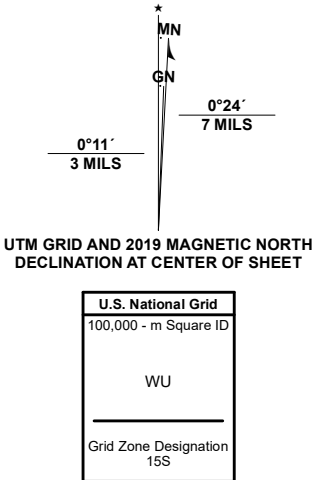 ★
MN
GN
0°24´
7 MILS
0°11´
3 MILS
UTM GRID AND 2019 MAGNETIC NORTH
DECLINATION AT CENTER OF SHEET
U.S. National Grid
100,000 - m Square ID
WU
Grid Zone Designation
15S